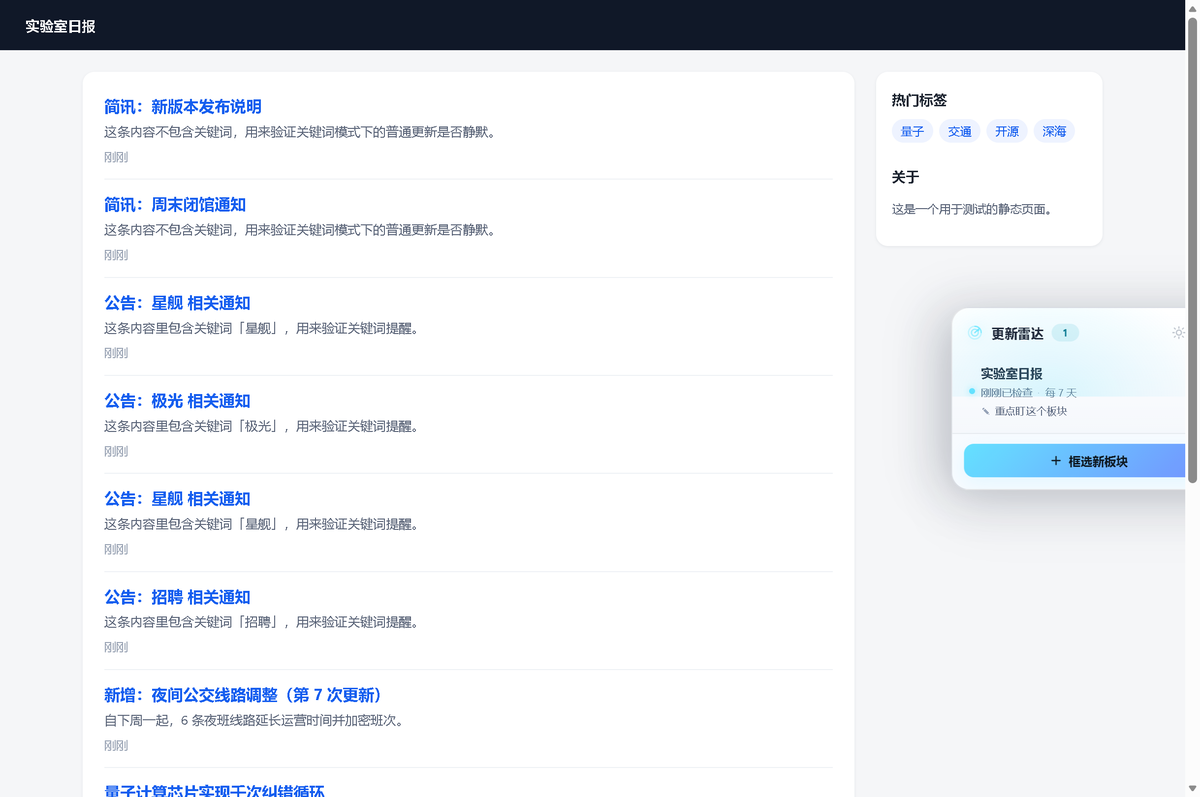 实验室日报
简讯：新版本发布说明
这条内容不包含关键词，用来验证关键词模式下的普通更新是否静默。
刚刚
简讯：周末闭馆通知
这条内容不包含关键词，用来验证关键词模式下的普通更新是否静默。
刚刚
公告：星舰 相关通知
这条内容里包含关键词「星舰」，用来验证关键词提醒。
刚刚
公告：极光 相关通知
这条内容里包含关键词「极光」，用来验证关键词提醒。
刚刚
公告：星舰 相关通知
这条内容里包含关键词「星舰」，用来验证关键词提醒。
刚刚
公告：招聘 相关通知
这条内容里包含关键词「招聘」，用来验证关键词提醒。
刚刚
新增：夜间公交线路调整（第 7 次更新）
自下周一起，6 条夜班线路延长运营时间并加密班次。
刚刚
量子计算芯片实现千次纠错循环
热门标签
量子 交通 开源 深海
关于
这是一个用于测试的静态页面。
更新雷达 1
实验室日报
刚刚已检查 · 每 7 天
重点盯这个板块
+ 框选新板块